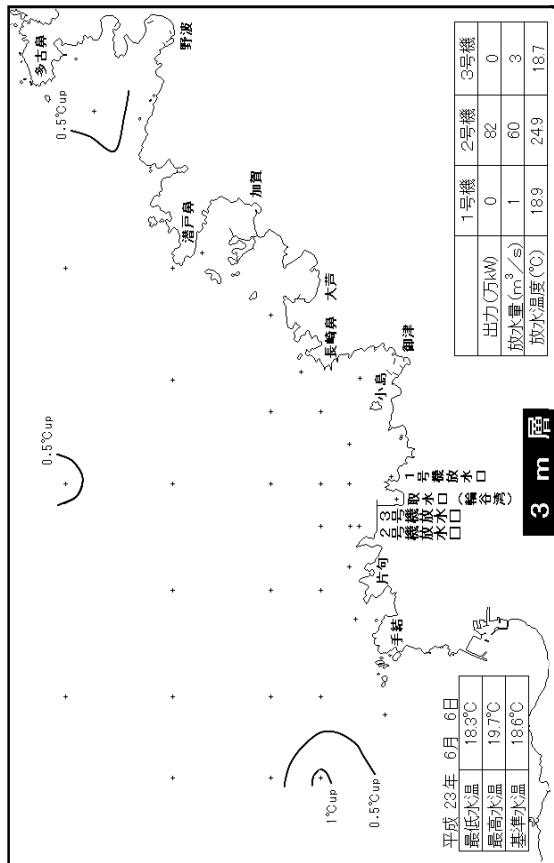 多古鼻
野波
0.5℃up
潜戸鼻
加賀
大芦
長崎鼻
御津
小島
0.5℃up
1号機放水口
取水口(輪谷湾)
3号機放水口
2号機放水口
片句
手結
1℃up
0.5℃up
3m層
1号機 2号機 3号機
出力(万kW) 0 82 0
放水量(m³/s) 1 60 3
放水温度(℃) 18.9 24.9 18.7
平成 23年 6月 6日
最低水温 18.3℃
最高水温 19.7℃
基準水温 18.6℃